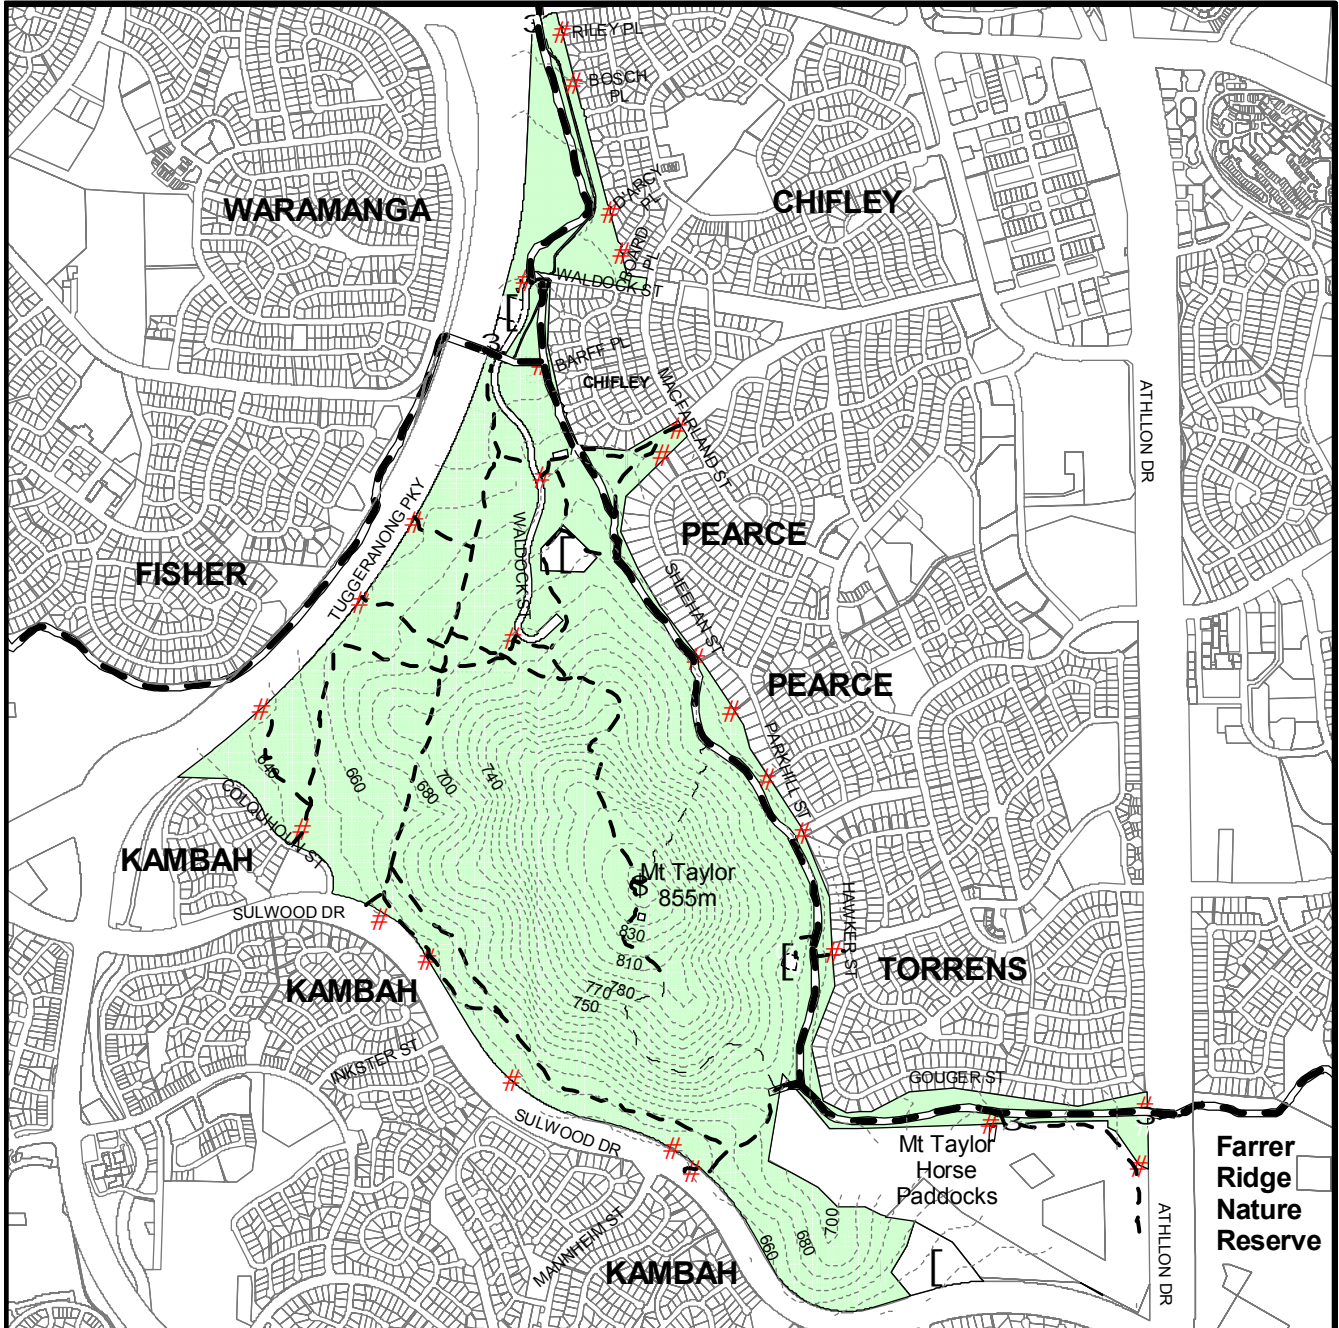 RILEY PL
BOSCH
PL
DARCY
PL
WARAMANGA
CHIFLEY
BOARD
PL
WALDOCK ST
BARFF PL
CHIFLEY
MACFARLAND ST
ATHLLON DR
TUGGERANONG PKY
WALDOCK ST
PEARCE
FISHER
SHEEHAN ST
PEARCE
PARKHILL ST
640
660
680
700
740
COLQUHOUN ST
KAMBAH
Mt Taylor
855m
SULWOOD DR
HAWKER ST
830
810
780
770
750
TORRENS
KAMBAH
INKSTER ST
GOUGER ST
SULWOOD DR
Mt Taylor
Horse
Paddocks
Farrer
Ridge
Nature
Reserve
MANNHEIM ST
660
680
700
ATHLLON DR
KAMBAH